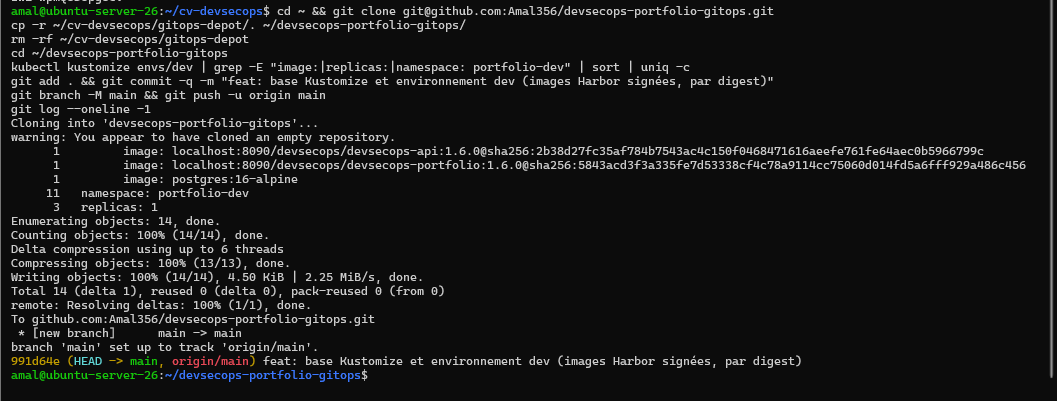 amal@ubuntu-server-26:~/cv-devsecops$ cd ~ && git clone git@github.com:Amal356/devsecops-portfolio-gitops.git
cp -r ~/cv-devsecops/gitops-depot/. ~/devsecops-portfolio-gitops/
rm -rf ~/cv-devsecops/gitops-depot
cd ~/devsecops-portfolio-gitops
kubectl kustomize envs/dev | grep -E "image:|replicas:|namespace: portfolio-dev" | sort | uniq -c
git add . && git commit -q -m "feat: base Kustomize et environnement dev (images Harbor signées, par digest)"
git branch -M main && git push -u origin main
git log --oneline -1
Cloning into 'devsecops-portfolio-gitops'...
warning: You appear to have cloned an empty repository.
1 image: localhost:8090/devsecops/devsecops-api:1.6.0@sha256:2b38d27fc35af784b7543ac4c150f0468471616aeefe761fe64aec0b5966799c
1 image: localhost:8090/devsecops/devsecops-portfolio:1.6.0@sha256:5843acd3f3a335fe7d53338cf4c78a9114cc75060d014fd5a6fff929a486c456
1 image: postgres:16-alpine
11 namespace: portfolio-dev
3 replicas: 1
Enumerating objects: 14, done.
Counting objects: 100% (14/14), done.
Delta compression using up to 6 threads
Compressing objects: 100% (13/13), done.
Writing objects: 100% (14/14), 4.50 KiB | 2.25 MiB/s, done.
Total 14 (delta 1), reused 0 (delta 0), pack-reused 0 (from 0)
remote: Resolving deltas: 100% (1/1), done.
To github.com:Amal356/devsecops-portfolio-gitops.git
* [new branch] main -> main
branch 'main' set up to track 'origin/main'.
991d64e (HEAD -> main, origin/main) feat: base Kustomize et environnement dev (images Harbor signées, par digest)
amal@ubuntu-server-26:~/devsecops-portfolio-gitops$